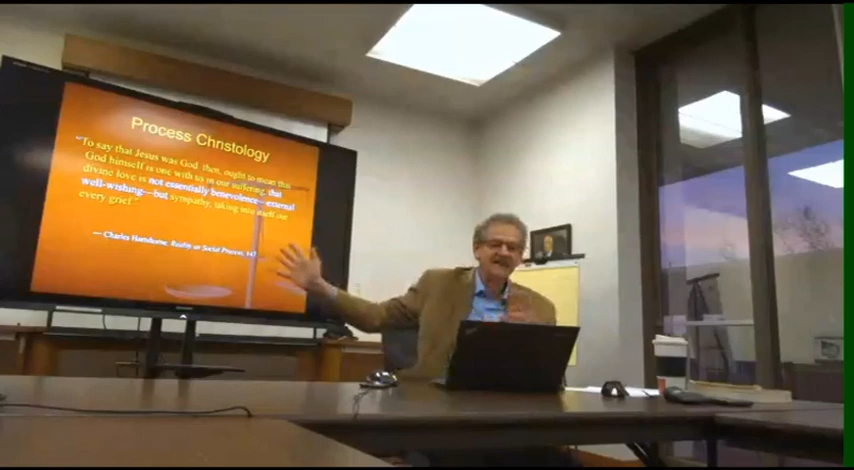 Process Christology
"To say that Jesus was God, then, ought to mean that
God himself is one with us in our suffering, that
divine love is not essentially benevolence—external
well-wishing—but sympathy, taking into itself our
every grief."
— Charles Hartshorne, Reality as Social Process, 147